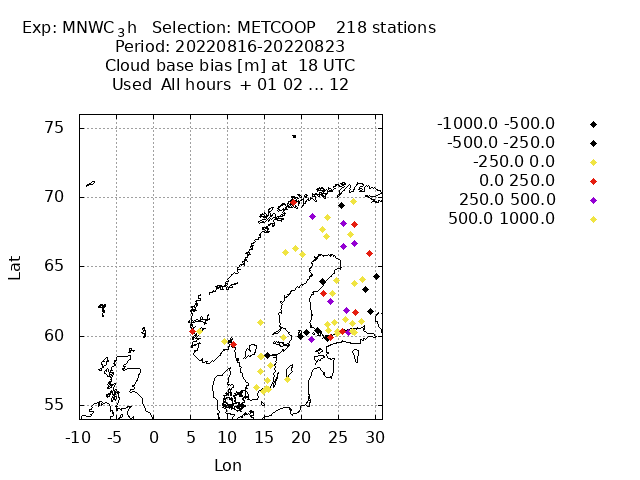 Exp: MNWC₃h   Selection: METCOOP    218 stations
Period: 20220816-20220823
Cloud base bias [m] at  18 UTC
Used  All hours  + 01 02 ... 12
-1000.0 -500.0
-500.0 -250.0
-250.0 0.0
0.0 250.0
250.0 500.0
500.0 1000.0
75
70
65
60
55
Lat
-10 -5 0 5 10 15 20 25 30
Lon